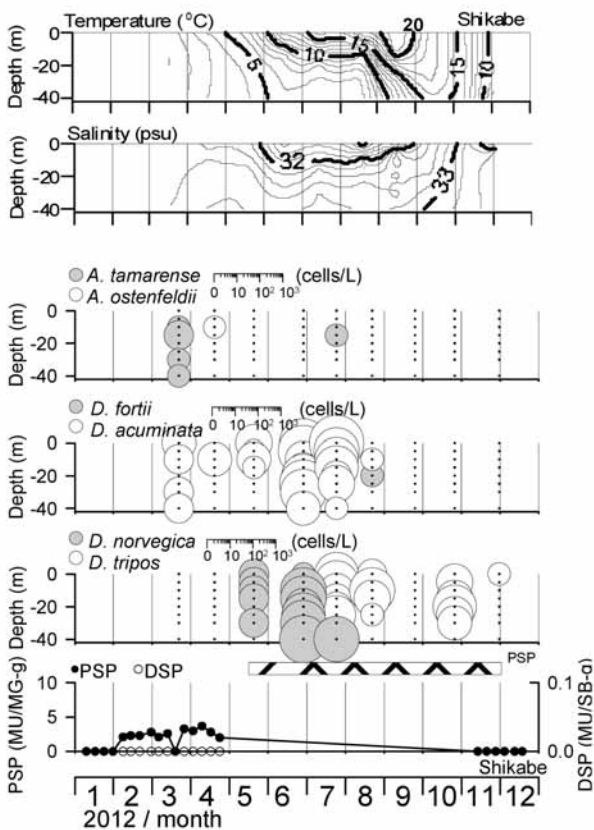 Temperature (°C) Shikabe
0
-20
-40
Depth (m)
5
10
15
20
15
10
Salinity (psu)
0
-20
-40
Depth (m)
32
33
A. tamarense
A. ostenfeldii
0 10 10² 10³ (cells/L)
0
-20
-40
Depth (m)
D. fortii
D. acuminata
0 10 10² 10³ (cells/L)
0
-20
-40
Depth (m)
D. norvegica
D. tripos
0 10 10² 10³ (cells/L)
0
-20
-40
Depth (m)
PSP DSP
PSP
PSP (MU/MG-g)
10
5
0
0.1
0.0
DSP (MU/SB-g)
Shikabe
1 2 3 4 5 6 7 8 9 10 11 12
2012 / month